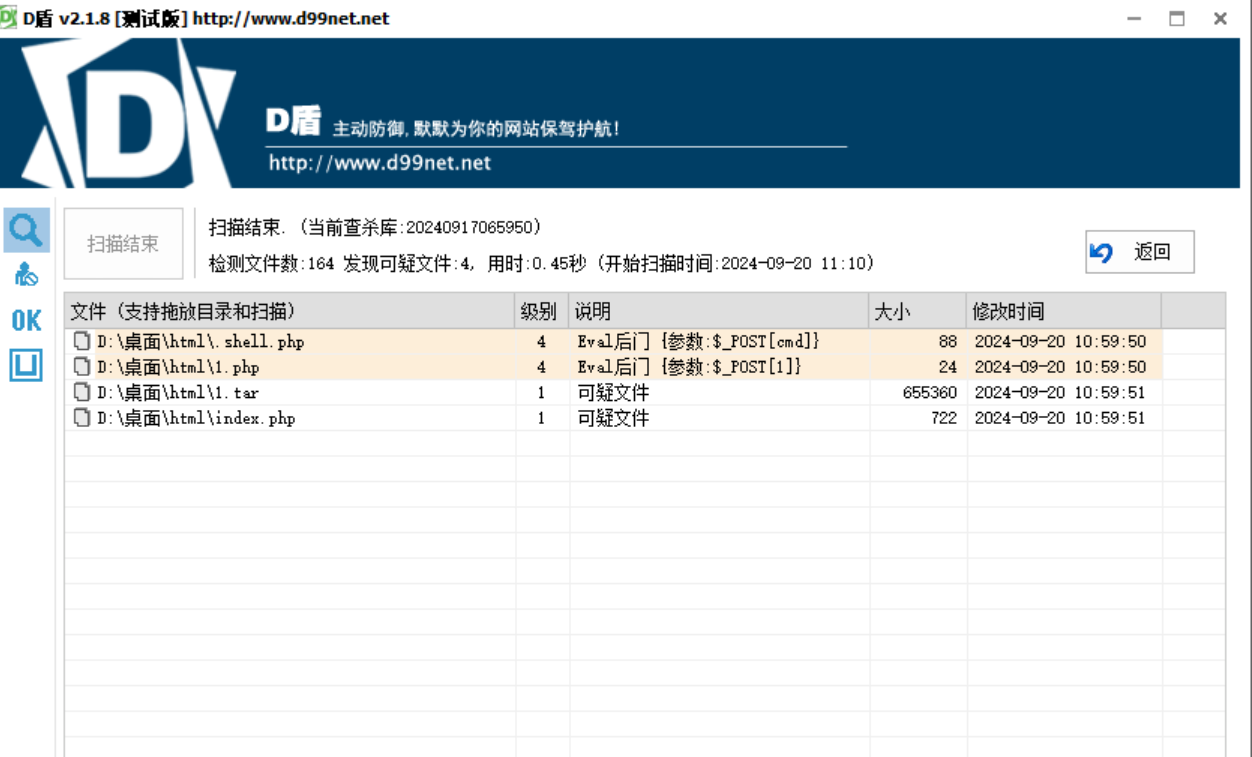 D盾 v2.1.8 [测试版] http://www.d99net.net
D盾 主动防御,默默为你的网站保驾护航!
http://www.d99net.net
扫描结束
扫描结束. (当前查杀库:20240917065950)
检测文件数:164 发现可疑文件:4, 用时:0.45秒 (开始扫描时间:2024-09-20 11:10)
返回
OK
文件 (支持拖放目录和扫描) 级别 说明 大小 修改时间
D:\桌面\html\.shell.php 4 Eval后门 {参数:$_POST[cmd]} 88 2024-09-20 10:59:50
D:\桌面\html\1.php 4 Eval后门 {参数:$_POST[1]} 24 2024-09-20 10:59:50
D:\桌面\html\1.tar 1 可疑文件 655360 2024-09-20 10:59:51
D:\桌面\html\index.php 1 可疑文件 722 2024-09-20 10:59:51